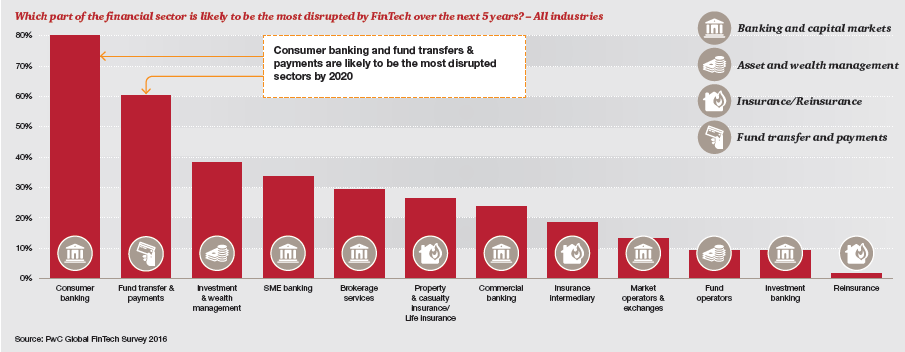 Which part of the financial sector is likely to be the most disrupted by FinTech over the next 5 years? – All industries
80%
70%
60%
50%
40%
30%
20%
10%
0%
Consumer banking and fund transfers &
payments are likely to be the most disrupted
sectors by 2020
Banking and capital markets
Asset and wealth management
Insurance/Reinsurance
Fund transfer and payments
Consumer
banking
Fund transfer &
payments
Investment
& wealth
management
SME banking
Brokerage
services
Property
& casualty
insurance/
Life insurance
Commercial
banking
Insurance
intermediary
Market
operators &
exchanges
Fund
operators
Investment
banking
Reinsurance
Source: PwC Global FinTech Survey 2016